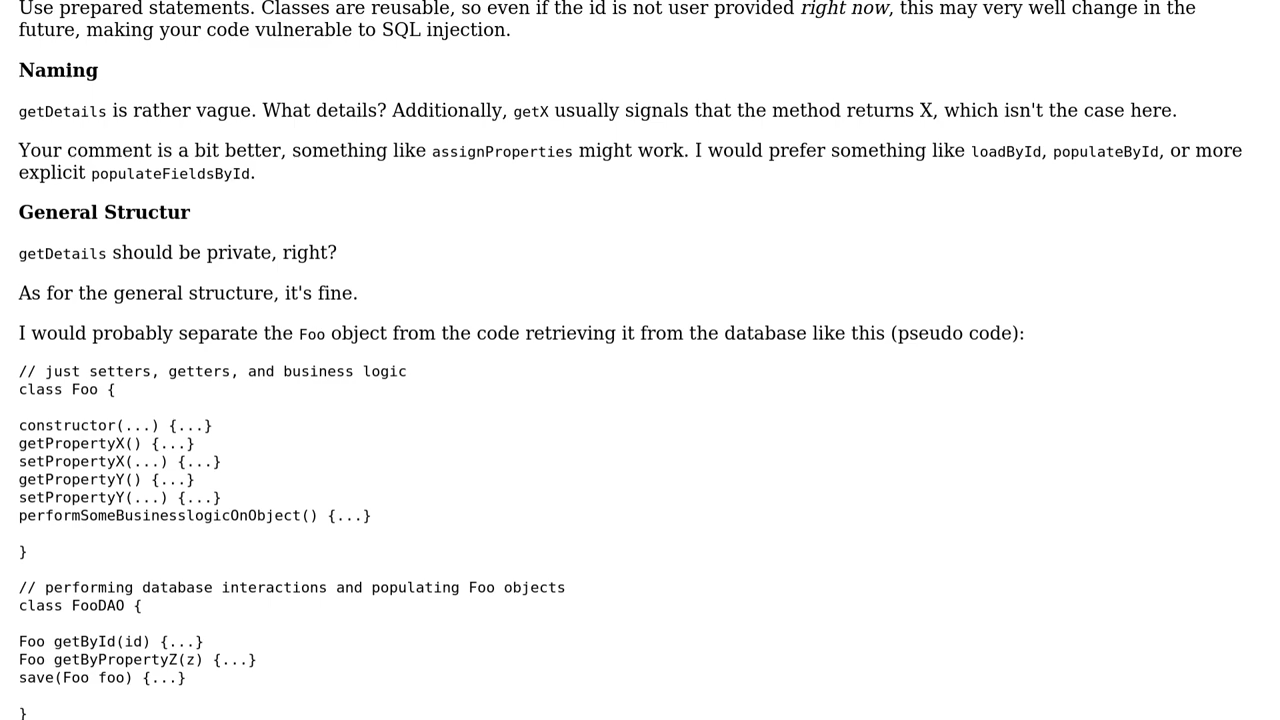 Use prepared statements. Classes are reusable, so even if the id is not user provided right now, this may very well change in the
future, making your code vulnerable to SQL injection.
Naming
getDetails is rather vague. What details? Additionally, getX usually signals that the method returns X, which isn't the case here.
Your comment is a bit better, something like assignProperties might work. I would prefer something like loadById, populateById, or more
explicit populateFieldsById.
General Structur
getDetails should be private, right?
As for the general structure, it's fine.
I would probably separate the Foo object from the code retrieving it from the database like this (pseudo code):
// just setters, getters, and business logic
class Foo {
constructor(...) {...}
getPropertyX() {...}
setPropertyX(...) {...}
getPropertyY() {...}
setPropertyY(...) {...}
performSomeBusinesslogicOnObject() {...}
}
// performing database interactions and populating Foo objects
class FooDAO {
Foo getById(id) {...}
Foo getByPropertyZ(z) {...}
save(Foo foo) {...}
}